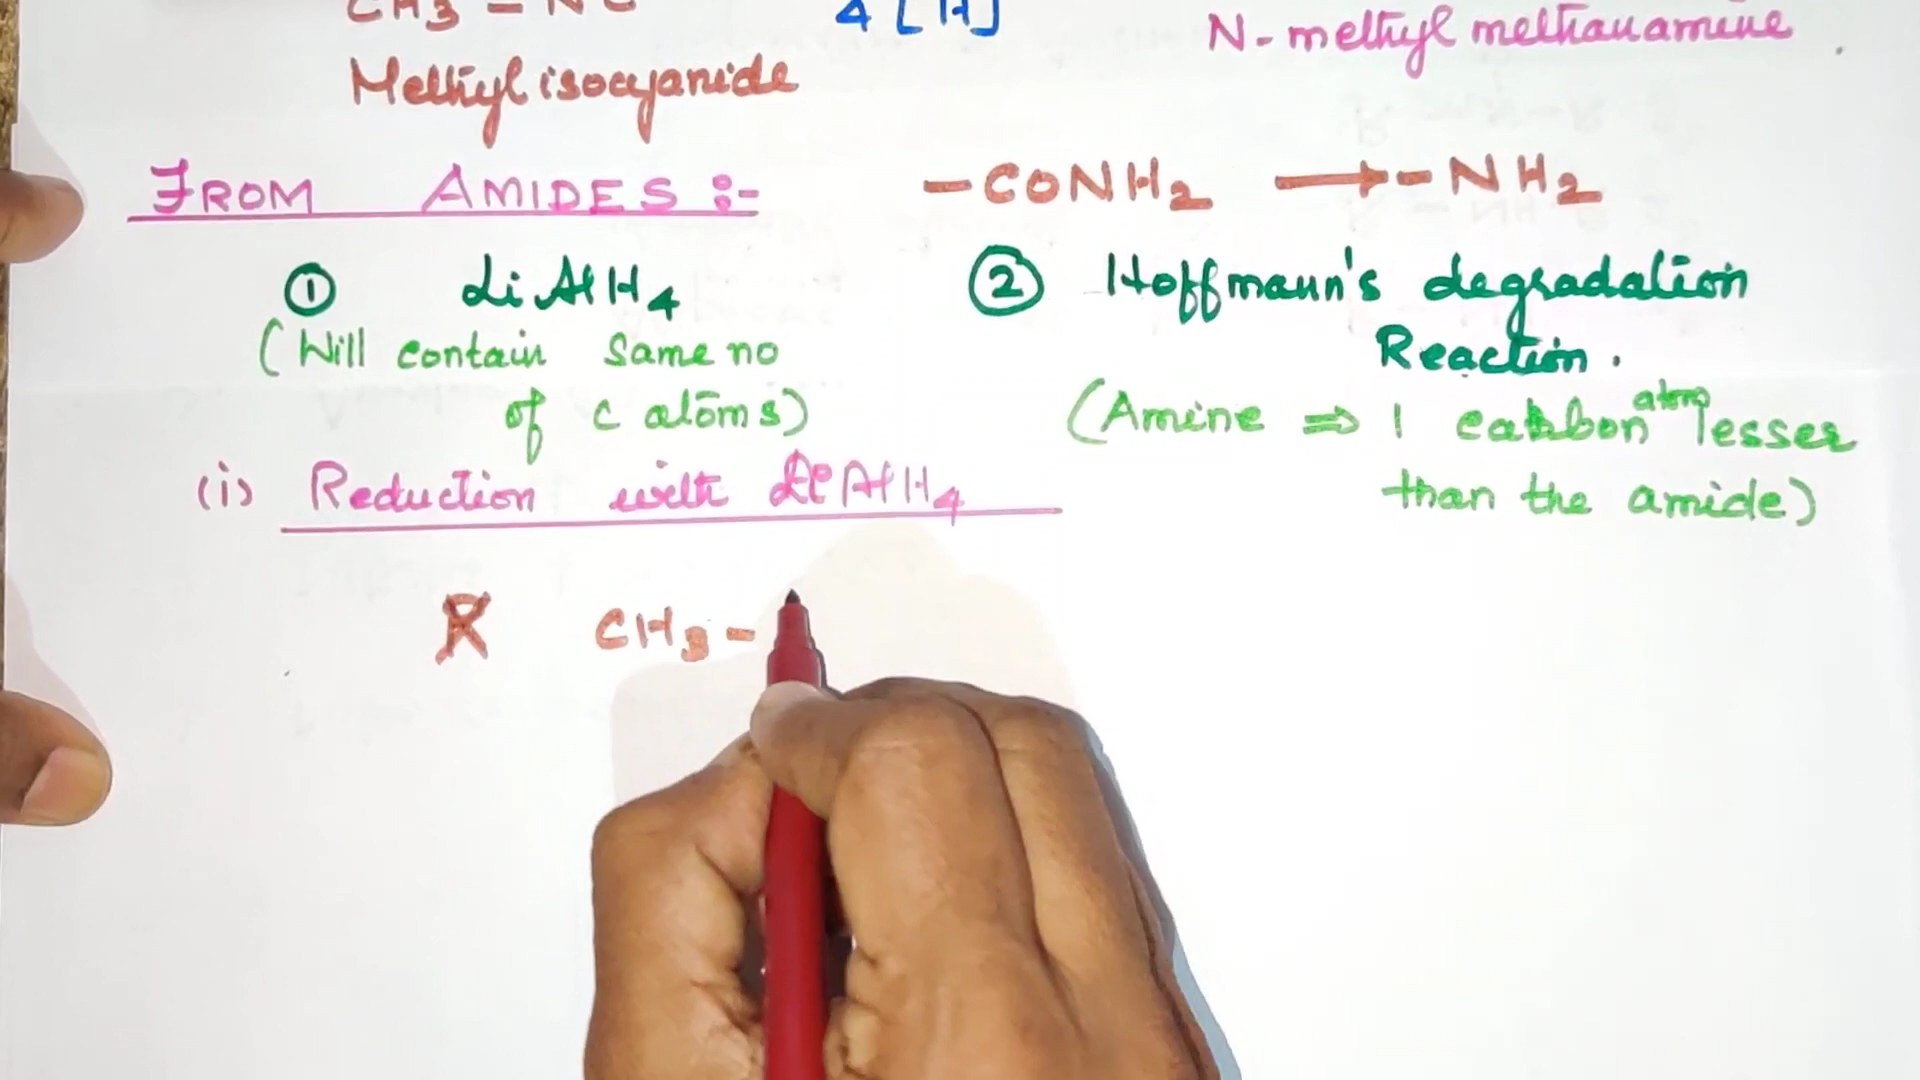 CH3 - NC 4 [H] N-methyl methanamine
Methyl isocyanide
FROM AMIDES :- -CONH2 → -NH2
① LiAlH4 ② Hoffmann's degradation
(Will contain same no Reaction.
of c atoms) (Amine ⇒ 1 carbon atom lesser
(i) Reduction with LiAlH4 than the amide)
CH3 -